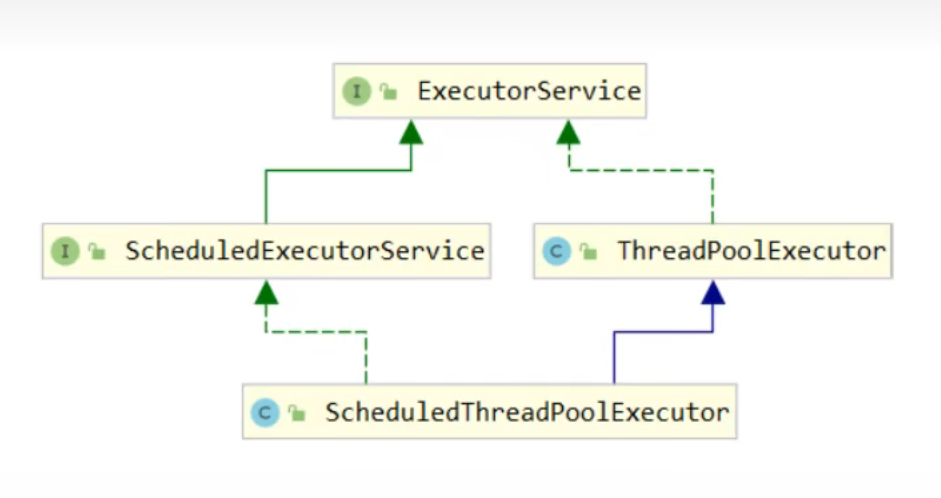 I ExecutorService
I ScheduledExecutorService
C ThreadPoolExecutor
C ScheduledThreadPoolExecutor